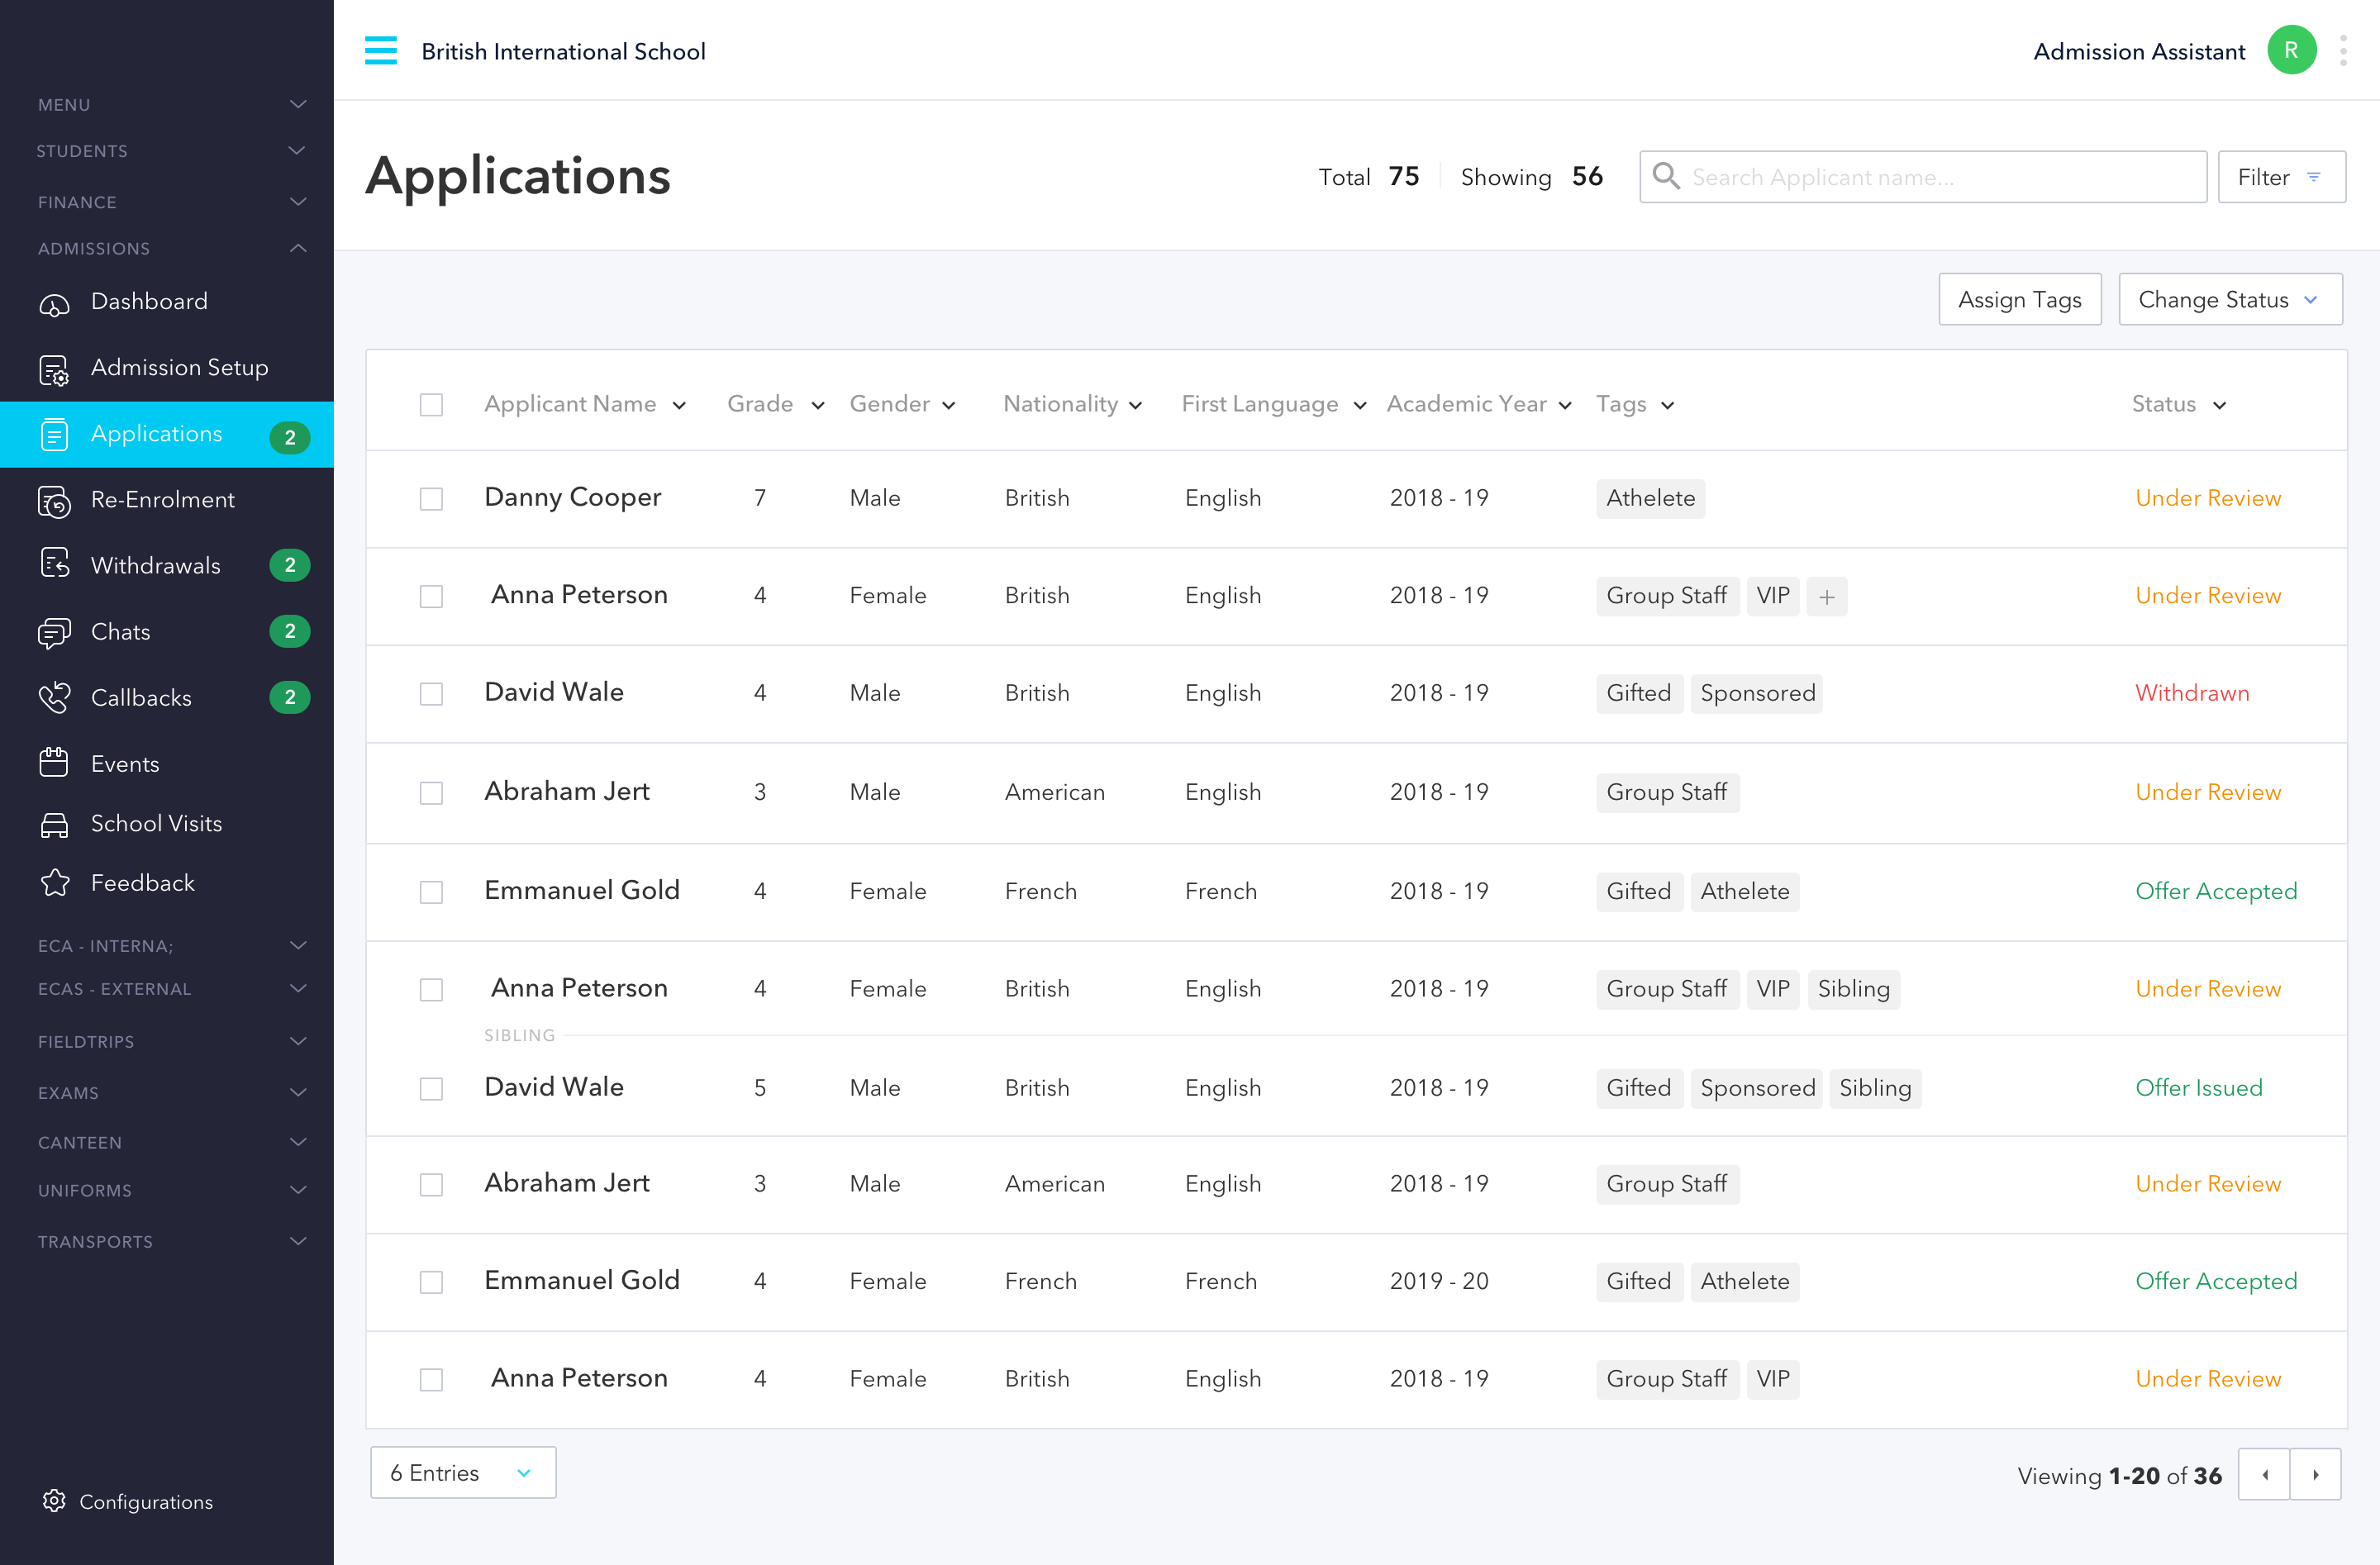 British International School
Admission Assistant R
MENU
STUDENTS
FINANCE
ADMISSIONS
Dashboard
Admission Setup
Applications 2
Re-Enrolment
Withdrawals 2
Chats 2
Callbacks 2
Events
School Visits
Feedback
ECA - INTERNA;
ECAS - EXTERNAL
FIELDTRIPS
EXAMS
CANTEEN
UNIFORMS
TRANSPORTS
Configurations
Applications
Total 75 Showing 56
Search Applicant name...
Filter
Assign Tags
Change Status
Applicant Name Grade Gender Nationality First Language Academic Year Tags Status
Danny Cooper 7 Male British English 2018 - 19 Athelete Under Review
Anna Peterson 4 Female British English 2018 - 19 Group Staff VIP + Under Review
David Wale 4 Male British English 2018 - 19 Gifted Sponsored Withdrawn
Abraham Jert 3 Male American English 2018 - 19 Group Staff Under Review
Emmanuel Gold 4 Female French French 2018 - 19 Gifted Athelete Offer Accepted
Anna Peterson 4 Female British English 2018 - 19 Group Staff VIP Sibling Under Review
SIBLING
David Wale 5 Male British English 2018 - 19 Gifted Sponsored Sibling Offer Issued
Abraham Jert 3 Male American English 2018 - 19 Group Staff Under Review
Emmanuel Gold 4 Female French French 2019 - 20 Gifted Athelete Offer Accepted
Anna Peterson 4 Female British English 2018 - 19 Group Staff VIP Under Review
6 Entries
Viewing 1-20 of 36